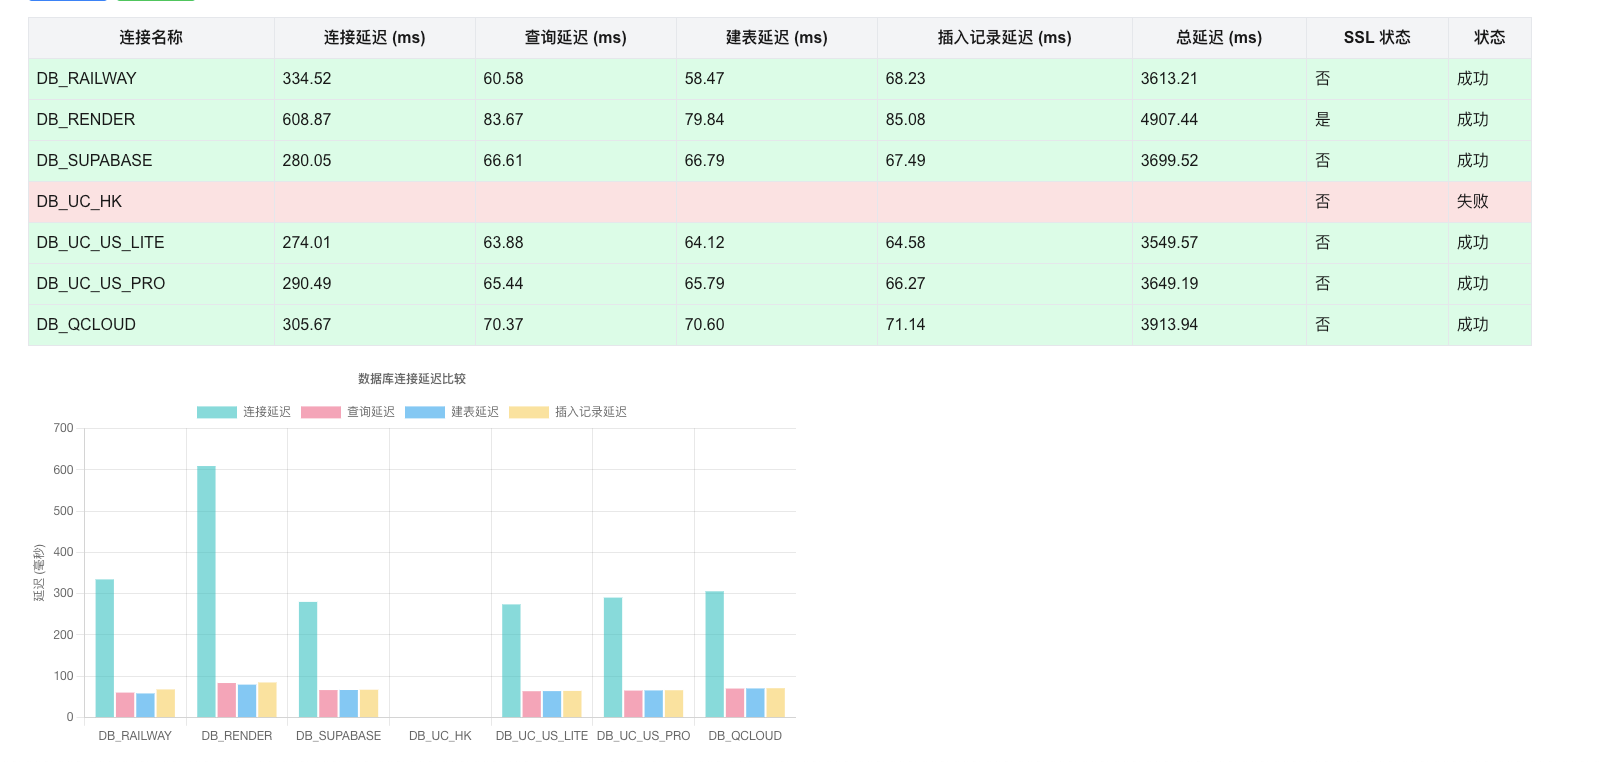 连接名称 连接延迟 (ms) 查询延迟 (ms) 建表延迟 (ms) 插入记录延迟 (ms) 总延迟 (ms) SSL 状态 状态
DB_RAILWAY 334.52 60.58 58.47 68.23 3613.21 否 成功
DB_RENDER 608.87 83.67 79.84 85.08 4907.44 是 成功
DB_SUPABASE 280.05 66.61 66.79 67.49 3699.52 否 成功
DB_UC_HK 否 失败
DB_UC_US_LITE 274.01 63.88 64.12 64.58 3549.57 否 成功
DB_UC_US_PRO 290.49 65.44 65.79 66.27 3649.19 否 成功
DB_QCLOUD 305.67 70.37 70.60 71.14 3913.94 否 成功
数据库连接延迟比较
连接延迟 查询延迟 建表延迟 插入记录延迟
延迟 (毫秒)
700
600
500
400
300
200
100
0
DB_RAILWAY DB_RENDER DB_SUPABASE DB_UC_HK DB_UC_US_LITE DB_UC_US_PRO DB_QCLOUD